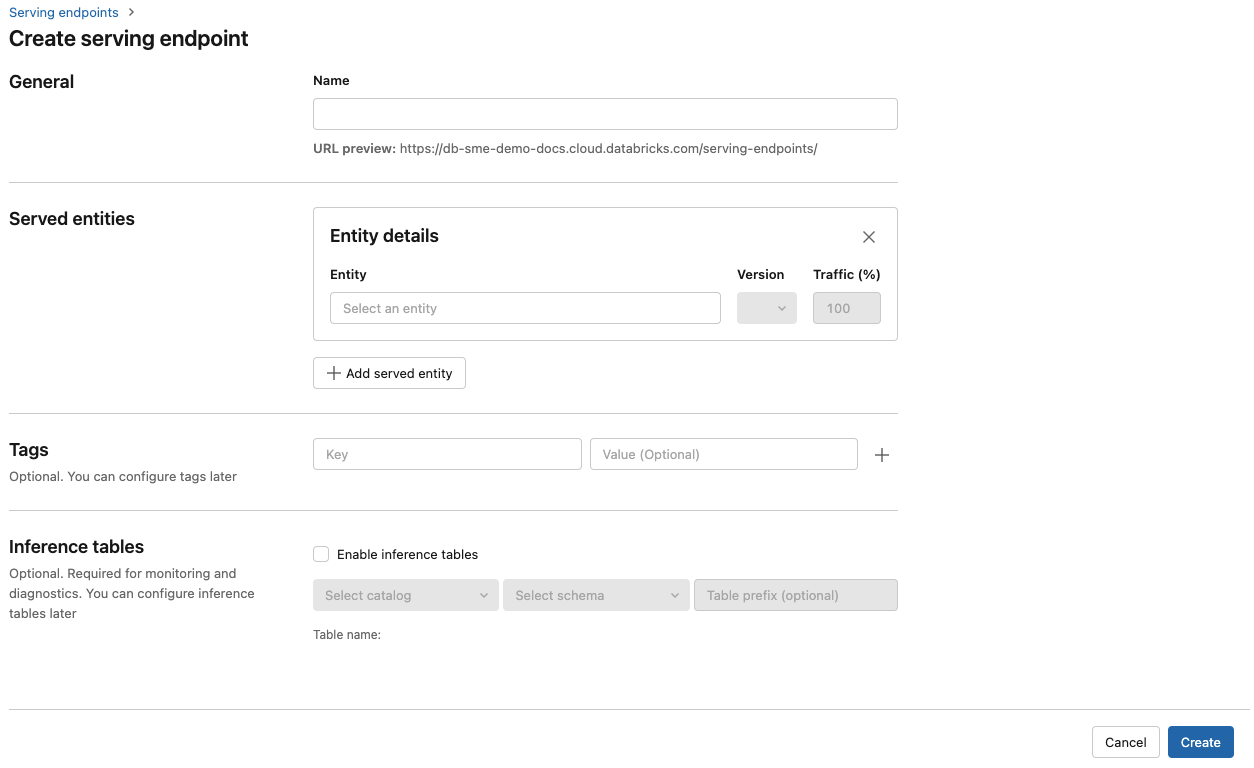 Serving endpoints
Create serving endpoint
General
Name
URL preview: https://db-sme-demo-docs.cloud.databricks.com/serving-endpoints/
Served entities
Entity details
Entity Version Traffic (%)
Select an entity 100
Add served entity
Tags
Optional. You can configure tags later
Key Value (Optional)
Inference tables
Optional. Required for monitoring and
diagnostics. You can configure inference
tables later
Enable inference tables
Select catalog Select schema Table prefix (optional)
Table name:
Cancel Create